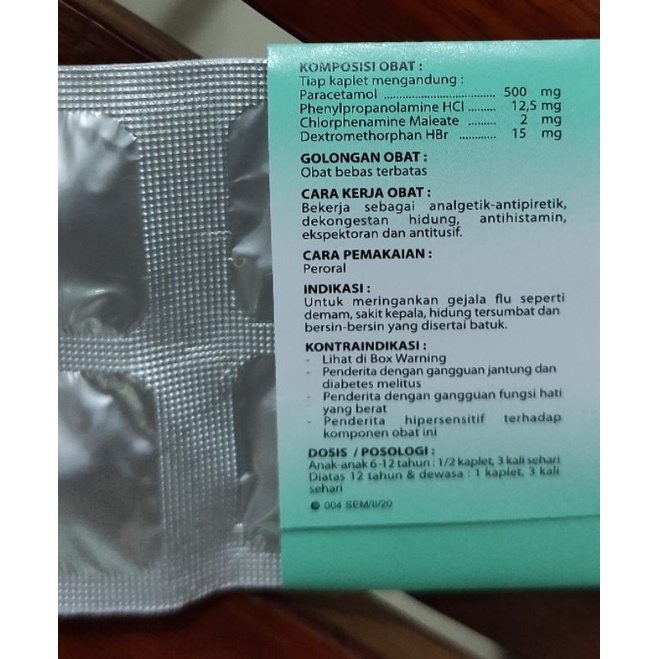 KOMPOSISI OBAT :
Tiap kaplet mengandung :
Paracetamol .................................. 500 mg
Phenylpropanolamine HCl ......... 12,5 mg
Chlorphenamine Maleate ......... 2 mg
Dextromethorphan HBr ............ 15 mg
GOLONGAN OBAT :
Obat bebas terbatas
CARA KERJA OBAT :
Bekerja sebagai analgetik-antipiretik,
dekongestan hidung, antihistamin,
ekspektoran dan antitusif.
CARA PEMAKAIAN :
Peroral
INDIKASI :
Untuk meringankan gejala flu seperti
demam, sakit kepala, hidung tersumbat dan
bersin-bersin yang disertai batuk.
KONTRAINDIKASI :
- Lihat di Box Warning
- Penderita dengan gangguan jantung dan
diabetes melitus
- Penderita dengan gangguan fungsi hati
yang berat
- Penderita hipersensitif terhadap
komponen obat ini
DOSIS / POSOLOGI :
Anak-anak 6-12 tahun : 1/2 kaplet, 3 kali sehari
Diatas 12 tahun & dewasa : 1 kaplet, 3 kali
sehari
004 SEM/II/20